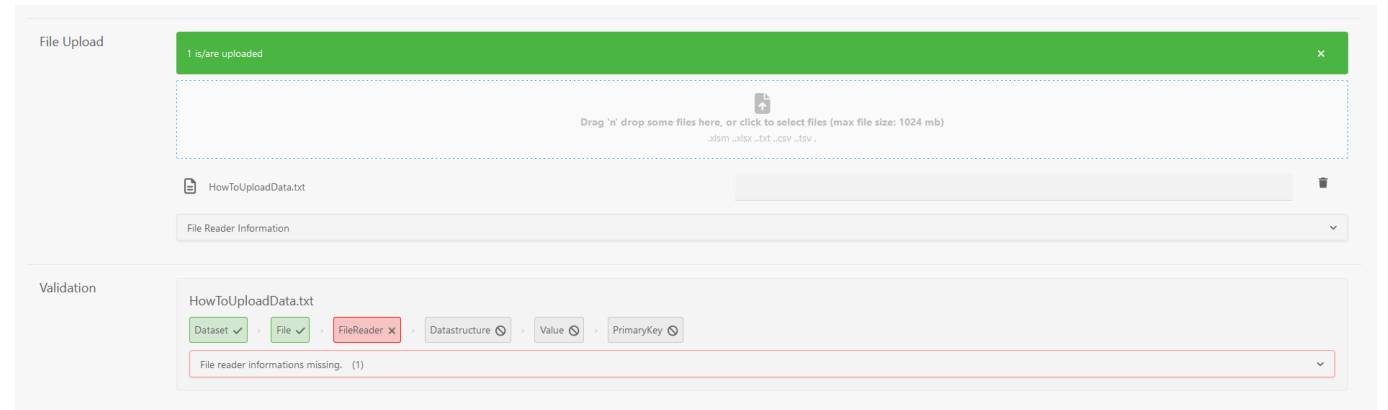 File Upload
1 is/are uploaded
Drag 'n' drop some files here, or click to select files (max file size: 1024 mb)
.xlsm ,.xlsx ,.txt ,.csv ,.tsv ,
HowToUploadData.txt
File Reader Information
Validation
HowToUploadData.txt
Dataset File FileReader Datastructure Value PrimaryKey
File reader informations missing. (1)